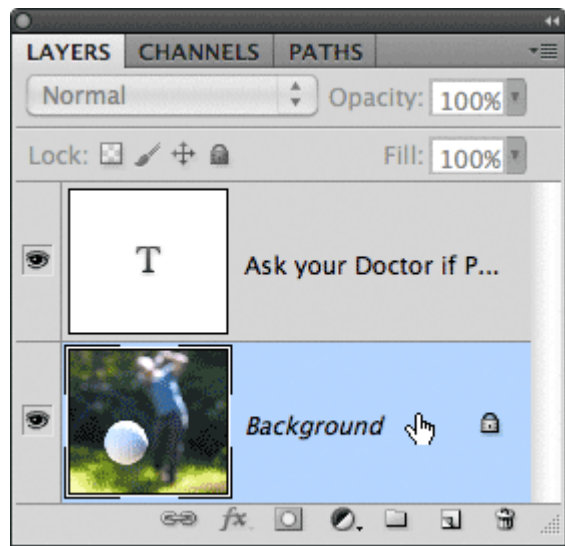 LAYERS CHANNELS PATHS
Normal Opacity: 100%
Lock: Fill: 100%
T Ask your Doctor if P...
Background
fx.